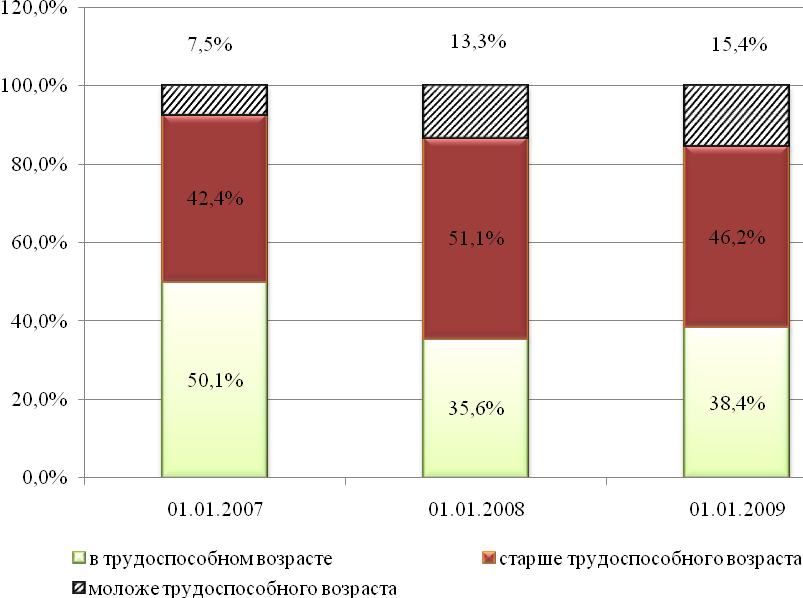 120,0%
7,5% 13,3% 15,4%
100,0%
80,0%
42,4% 51,1% 46,2%
60,0%
40,0%
50,1% 35,6% 38,4%
20,0%
0,0%
01.01.2007 01.01.2008 01.01.2009
в трудоспособном возрасте старше трудоспособного возраста
моложе трудоспособного возраста